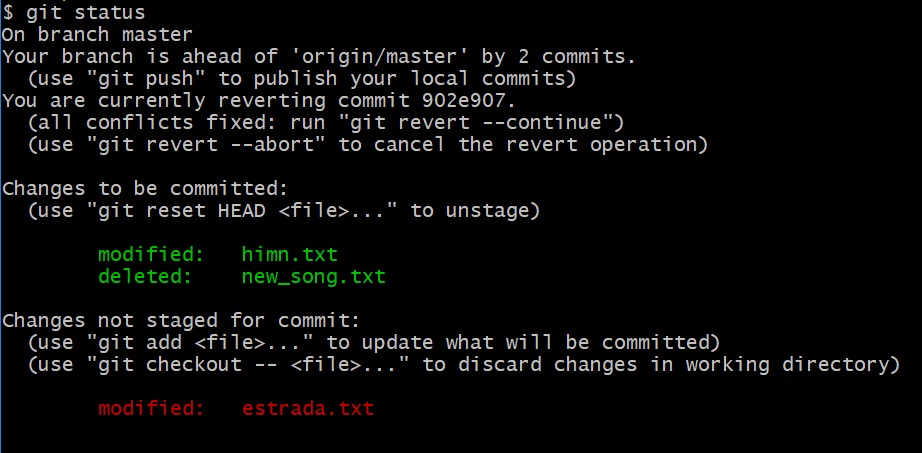 $ git status
On branch master
Your branch is ahead of 'origin/master' by 2 commits.
  (use "git push" to publish your local commits)
You are currently reverting commit 902e907.
  (all conflicts fixed: run "git revert --continue")
  (use "git revert --abort" to cancel the revert operation)

Changes to be committed:
  (use "git reset HEAD <file>..." to unstage)

        modified:   himn.txt
        deleted:    new_song.txt

Changes not staged for commit:
  (use "git add <file>..." to update what will be committed)
  (use "git checkout -- <file>..." to discard changes in working directory)

        modified:   estrada.txt